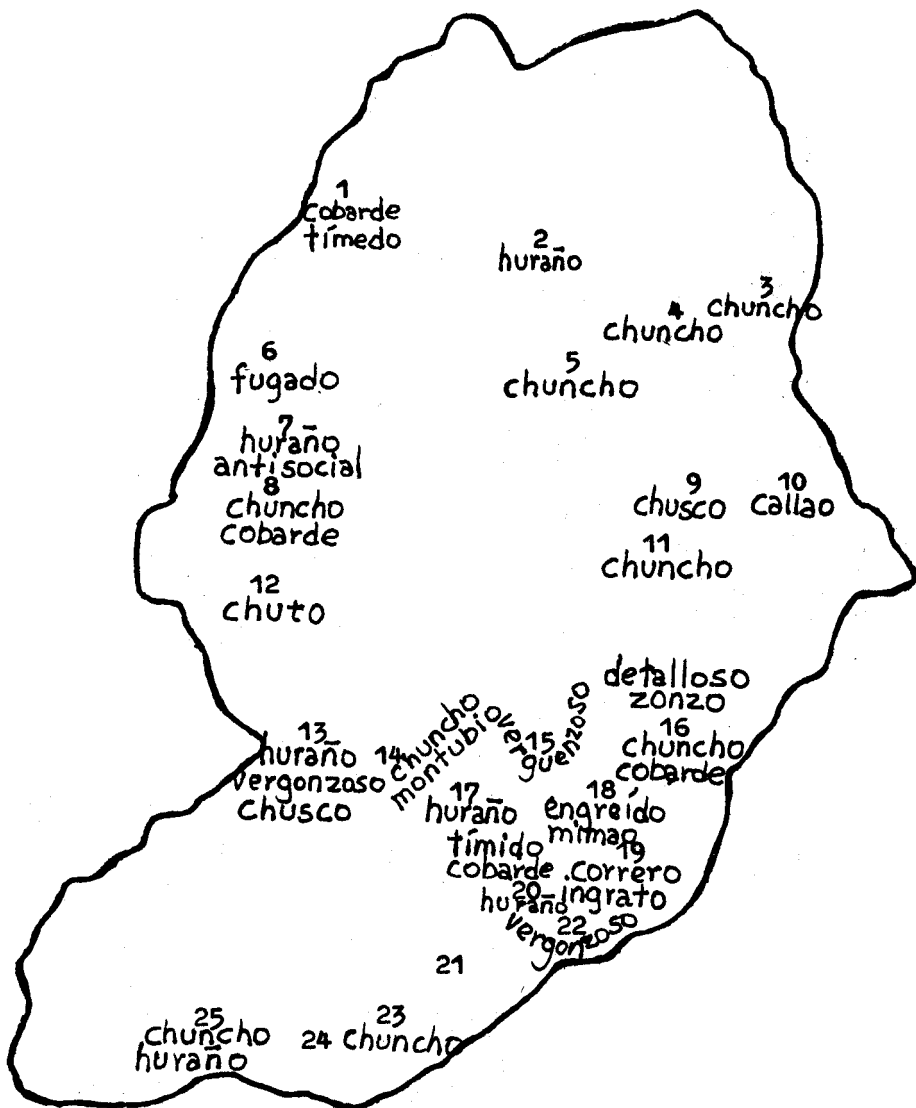 1
cobarde
tímedo
2
huraño
3
chuncho
4
chuncho
5
chuncho
6
fugado
7
huraño
antisocial
8
chuncho
cobarde
9
chusco
10
callao
11
chuncho
12
chuto
13
huraño
vergonzoso
chusco
14
chuncho
montubio
15
vergüenzoso
detalloso
zonzo
16
chuncho
cobarde
17
huraño
tímido
cobarde
18
engreído
mimao
19
.correro
ingrato
20
huraño
21
22
vergonzoso
23
chuncho
24
25
chuncho
huraño